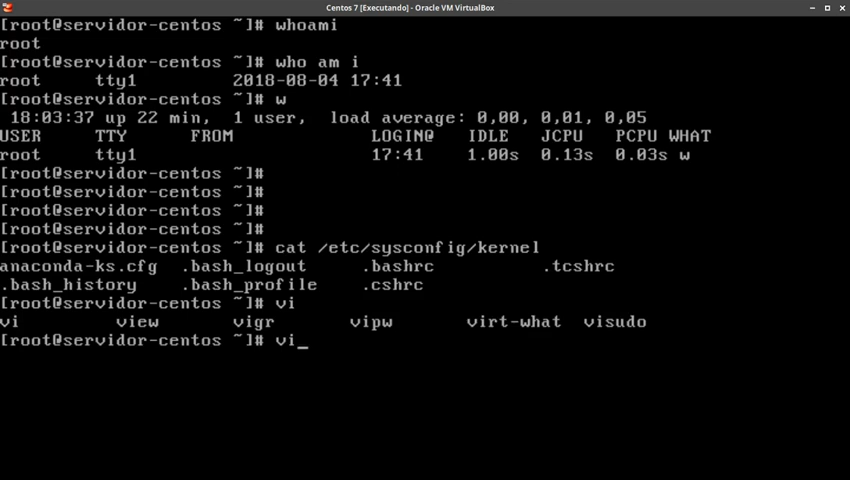 Centos 7 [Executando] - Oracle VM VirtualBox
[root@servidor-centos ~]# whoami
root
[root@servidor-centos ~]# who am i
root     tty1         2018-08-04 17:41
[root@servidor-centos ~]# w
 18:03:37 up 22 min,  1 user,  load average: 0,00, 0,01, 0,05
USER     TTY      FROM             LOGIN@   IDLE   JCPU   PCPU WHAT
root     tty1                      17:41    1.00s  0.13s  0.03s w
[root@servidor-centos ~]#
[root@servidor-centos ~]#
[root@servidor-centos ~]#
[root@servidor-centos ~]#
[root@servidor-centos ~]# cat /etc/sysconfig/kernel
anaconda-ks.cfg  .bash_logout     .bashrc          .tcshrc
.bash_history    .bash_profile    .cshrc
[root@servidor-centos ~]# vi
vi         view       vigr       vipw       virt-what  visudo
[root@servidor-centos ~]# vi_